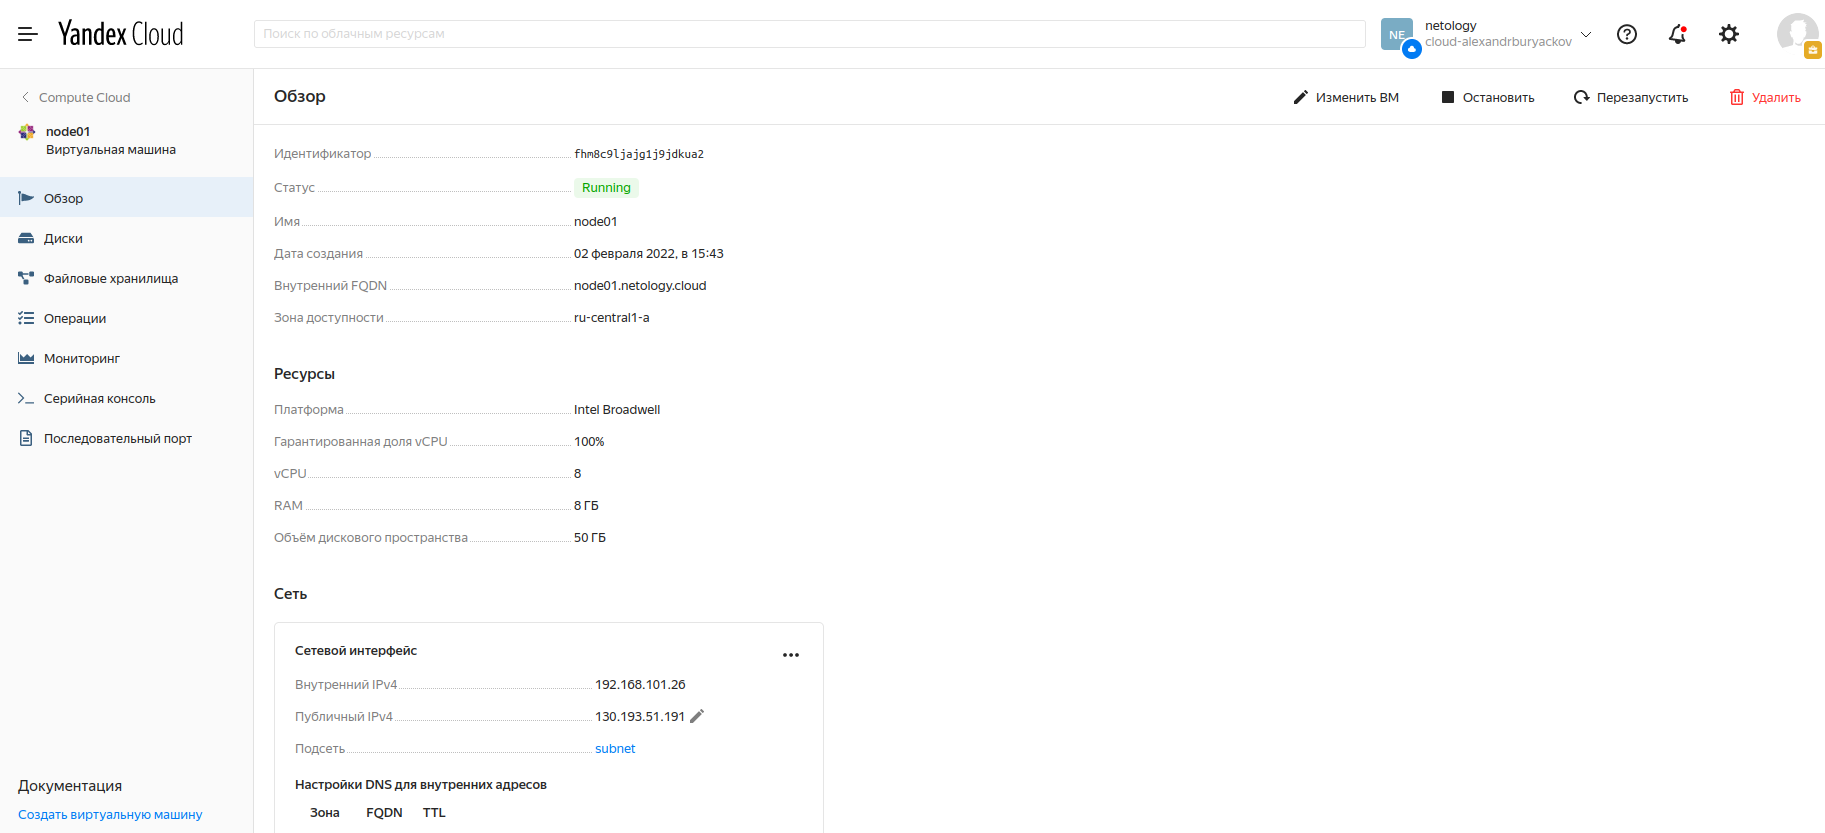 Yandex Cloud
Поиск по облачным ресурсам
NE
netology
cloud-alexandrburyackov
Compute Cloud
node01
Виртуальная машина
Обзор
Диски
Файловые хранилища
Операции
Мониторинг
Серийная консоль
Последовательный порт
Документация
Создать виртуальную машину
Обзор
Изменить ВМ
Остановить
Перезапустить
Удалить
Идентификатор fhm8c9ljajg1j9jdkua2
Статус Running
Имя node01
Дата создания 02 февраля 2022, в 15:43
Внутренний FQDN node01.netology.cloud
Зона доступности ru-central1-a
Ресурсы
Платформа Intel Broadwell
Гарантированная доля vCPU 100%
vCPU 8
RAM 8 ГБ
Объём дискового пространства 50 ГБ
Сеть
Сетевой интерфейс
Внутренний IPv4 192.168.101.26
Публичный IPv4 130.193.51.191
Подсеть subnet
Настройки DNS для внутренних адресов
Зона FQDN TTL